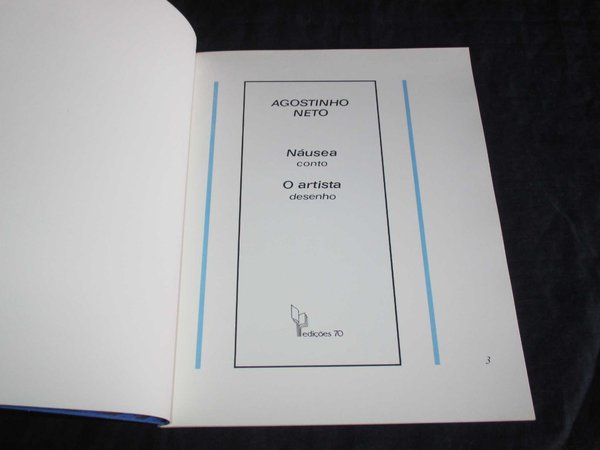 AGOSTINHO
NETO
Náusea
conto
O artista
desenho
edições 70
3